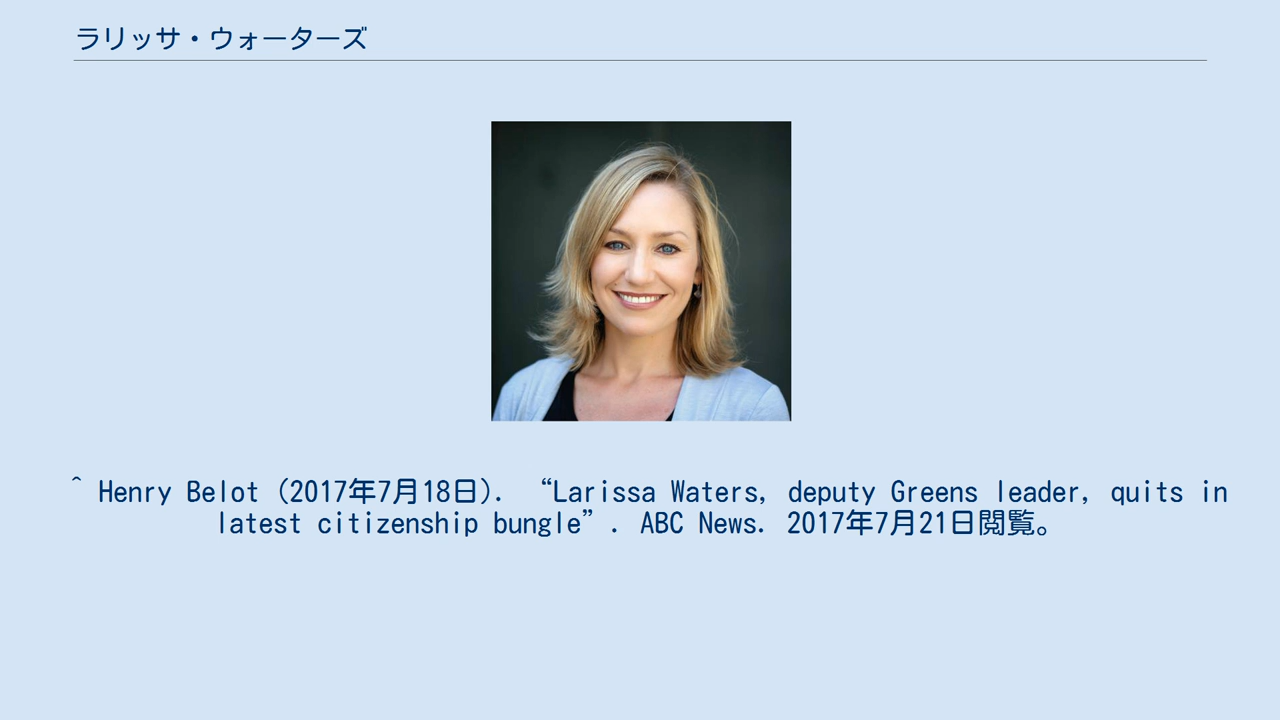 ラリッサ・ウォーターズ
^ Henry Belot (2017年7月18日). “Larissa Waters, deputy Greens leader, quits in
latest citizenship bungle”. ABC News. 2017年7月21日閲覧。